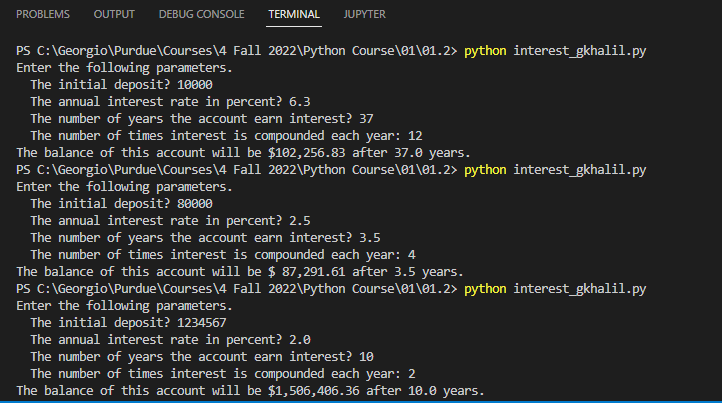 PROBLEMS OUTPUT DEBUG CONSOLE TERMINAL JUPYTER
PS C:\Georgio\Purdue\Courses\4 Fall 2022\Python Course\01\01.2> python interest_gkhalil.py
Enter the following parameters.
  The initial deposit? 10000
  The annual interest rate in percent? 6.3
  The number of years the account earn interest? 37
  The number of times interest is compounded each year: 12
The balance of this account will be $102,256.83 after 37.0 years.
PS C:\Georgio\Purdue\Courses\4 Fall 2022\Python Course\01\01.2> python interest_gkhalil.py
Enter the following parameters.
  The initial deposit? 80000
  The annual interest rate in percent? 2.5
  The number of years the account earn interest? 3.5
  The number of times interest is compounded each year: 4
The balance of this account will be $ 87,291.61 after 3.5 years.
PS C:\Georgio\Purdue\Courses\4 Fall 2022\Python Course\01\01.2> python interest_gkhalil.py
Enter the following parameters.
  The initial deposit? 1234567
  The annual interest rate in percent? 2.0
  The number of years the account earn interest? 10
  The number of times interest is compounded each year: 2
The balance of this account will be $1,506,406.36 after 10.0 years.